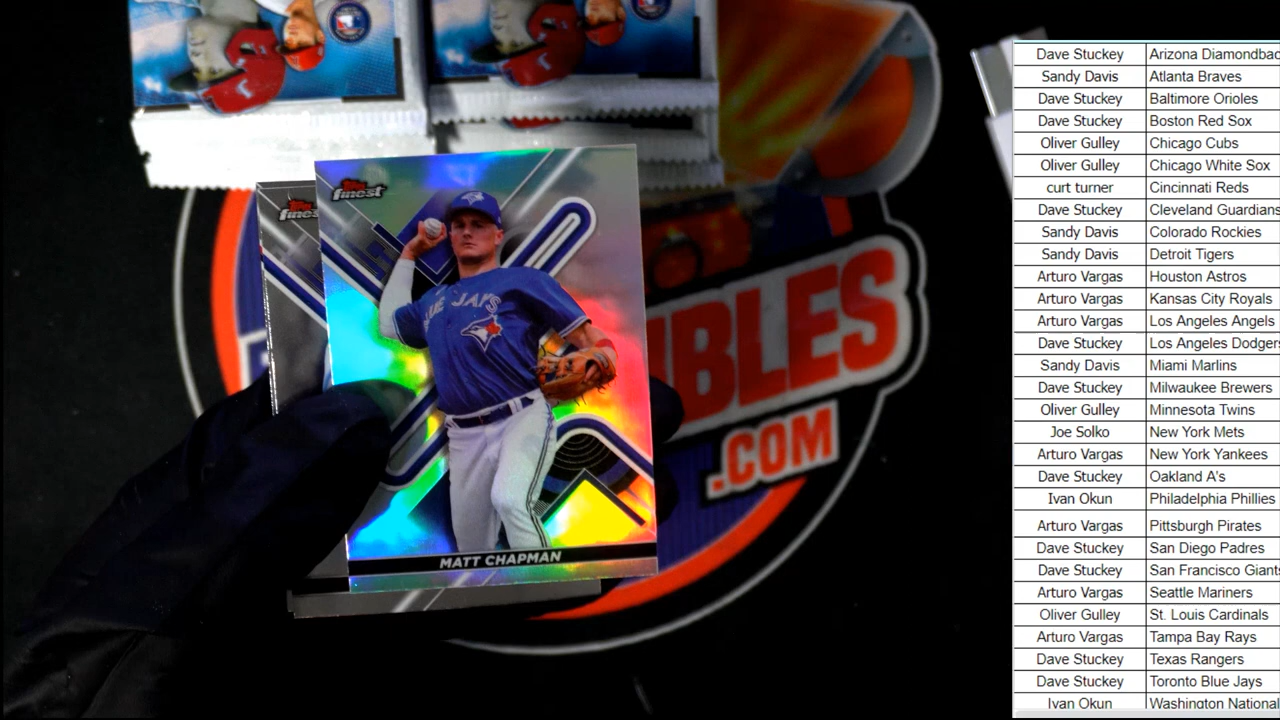 Topps
finest
Topps
fines
BLUE JAYS
MATT CHAPMAN
IBLES
.COM
Dave Stuckey Arizona Diamondbac
Sandy Davis Atlanta Braves
Dave Stuckey Baltimore Orioles
Dave Stuckey Boston Red Sox
Oliver Gulley Chicago Cubs
Oliver Gulley Chicago White Sox
curt turner Cincinnati Reds
Dave Stuckey Cleveland Guardians
Sandy Davis Colorado Rockies
Sandy Davis Detroit Tigers
Arturo Vargas Houston Astros
Arturo Vargas Kansas City Royals
Arturo Vargas Los Angeles Angels
Dave Stuckey Los Angeles Dodgers
Sandy Davis Miami Marlins
Dave Stuckey Milwaukee Brewers
Oliver Gulley Minnesota Twins
Joe Solko New York Mets
Arturo Vargas New York Yankees
Dave Stuckey Oakland A's
Ivan Okun Philadelphia Phillies
Arturo Vargas Pittsburgh Pirates
Dave Stuckey San Diego Padres
Dave Stuckey San Francisco Giants
Arturo Vargas Seattle Mariners
Oliver Gulley St. Louis Cardinals
Arturo Vargas Tampa Bay Rays
Dave Stuckey Texas Rangers
Dave Stuckey Toronto Blue Jays
Ivan Okun Washington National